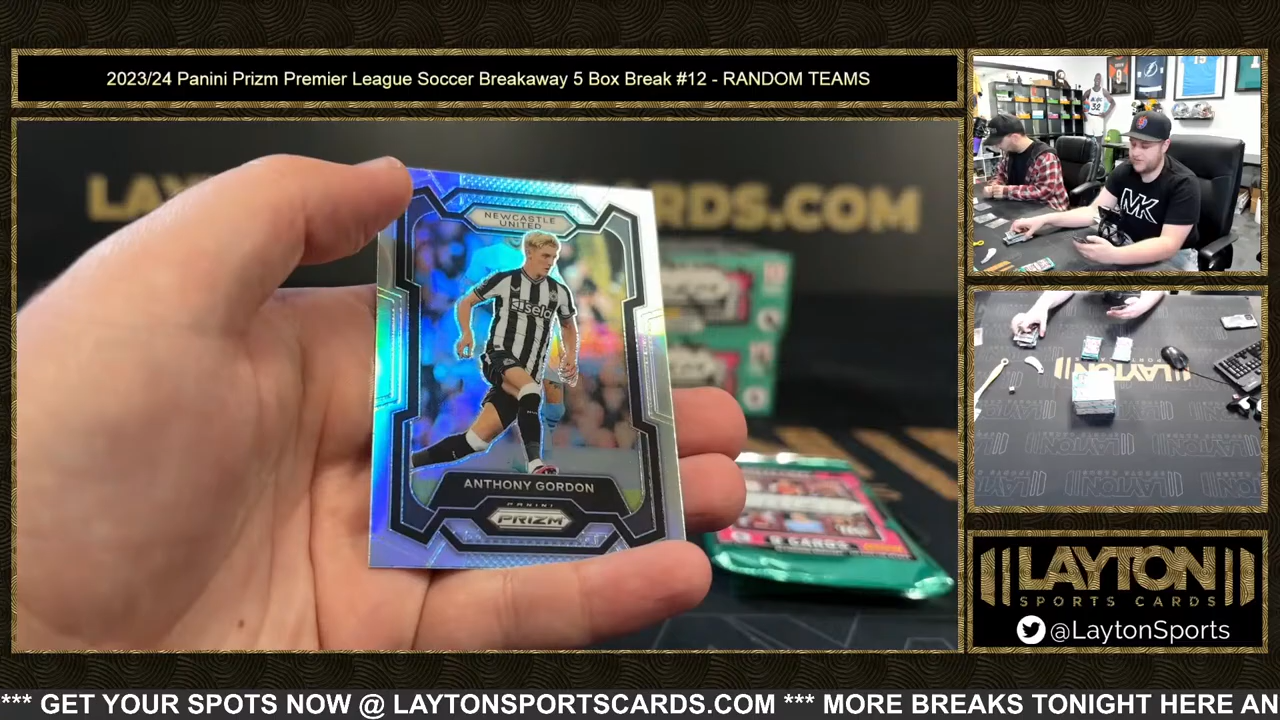 2023/24 Panini Prizm Premier League Soccer Breakaway 5 Box Break #12 - RANDOM TEAMS
NEWCASTLE
UNITED
sela
ANTHONY GORDON
PANINI
PRIZM
LAYTON
SPORTS CARDS
@LaytonSports
*** GET YOUR SPOTS NOW @ LAYTONSPORTSCARDS.COM *** MORE BREAKS TONIGHT HERE AN